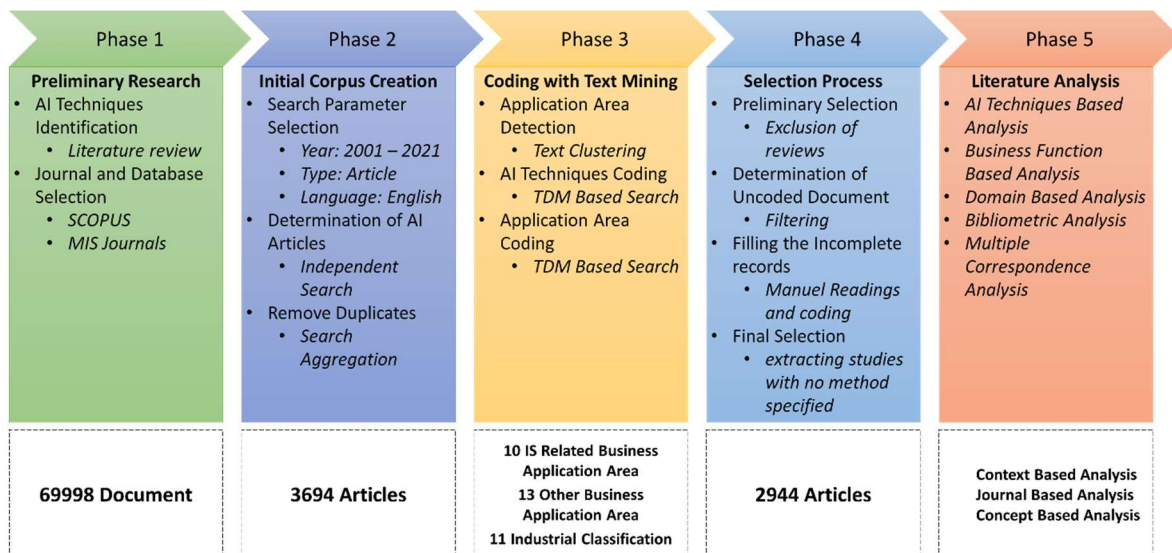 Phase 1
Preliminary Research
• AI Techniques
Identification
• Literature review
• Journal and Database
Selection
• SCOPUS
• MIS Journals
69998 Document
Phase 2
Initial Corpus Creation
• Search Parameter
Selection
• Year: 2001 – 2021
• Type: Article
• Language: English
• Determination of AI
Articles
• Independent
Search
• Remove Duplicates
• Search
Aggregation
3694 Articles
Phase 3
Coding with Text Mining
• Application Area
Detection
• Text Clustering
• AI Techniques Coding
• TDM Based Search
• Application Area
Coding
• TDM Based Search
10 IS Related Business
Application Area
13 Other Business
Application Area
11 Industrial Classification
Phase 4
Selection Process
• Preliminary Selection
• Exclusion of
reviews
• Determination of
Uncoded Document
• Filtering
• Filling the Incomplete
records
• Manuel Readings
and coding
• Final Selection
• extracting studies
with no method
specified
2944 Articles
Phase 5
Literature Analysis
• AI Techniques Based
Analysis
• Business Function
Based Analysis
• Domain Based Analysis
• Bibliometric Analysis
• Multiple
Correspondence
Analysis
Context Based Analysis
Journal Based Analysis
Concept Based Analysis